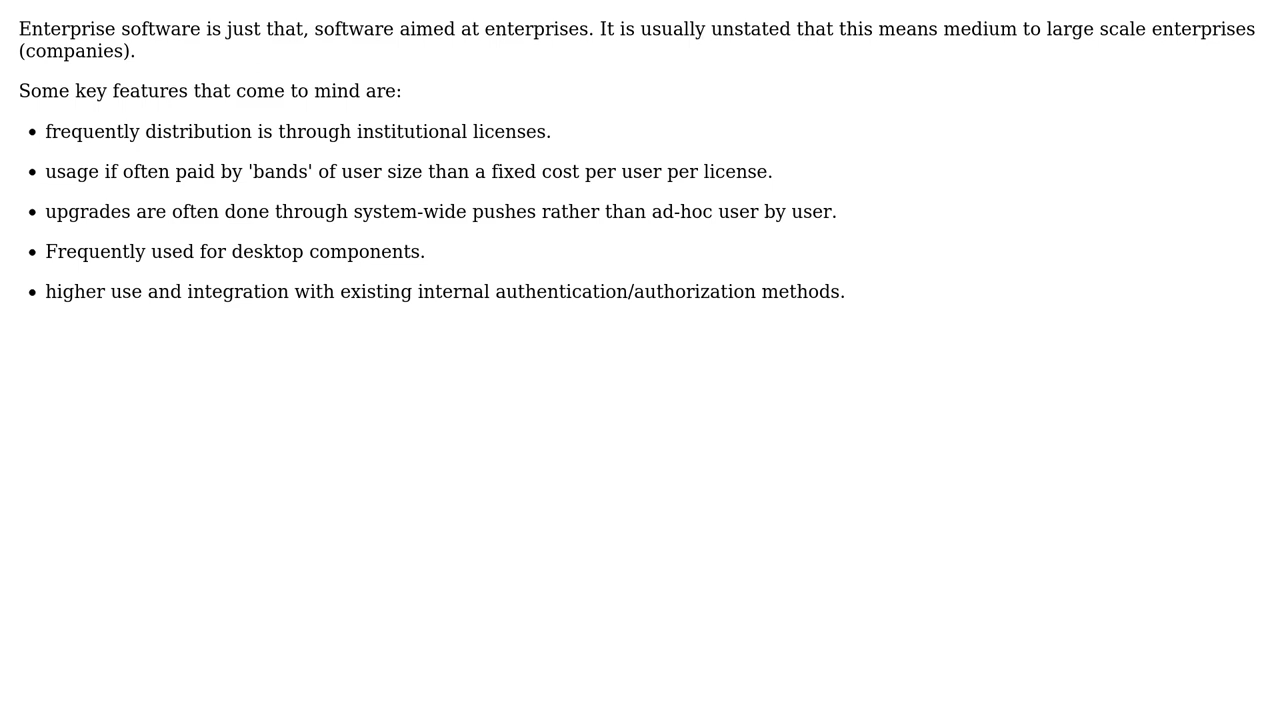 Enterprise software is just that, software aimed at enterprises. It is usually unstated that this means medium to large scale enterprises
(companies).
Some key features that come to mind are:
• frequently distribution is through institutional licenses.
• usage if often paid by 'bands' of user size than a fixed cost per user per license.
• upgrades are often done through system-wide pushes rather than ad-hoc user by user.
• Frequently used for desktop components.
• higher use and integration with existing internal authentication/authorization methods.